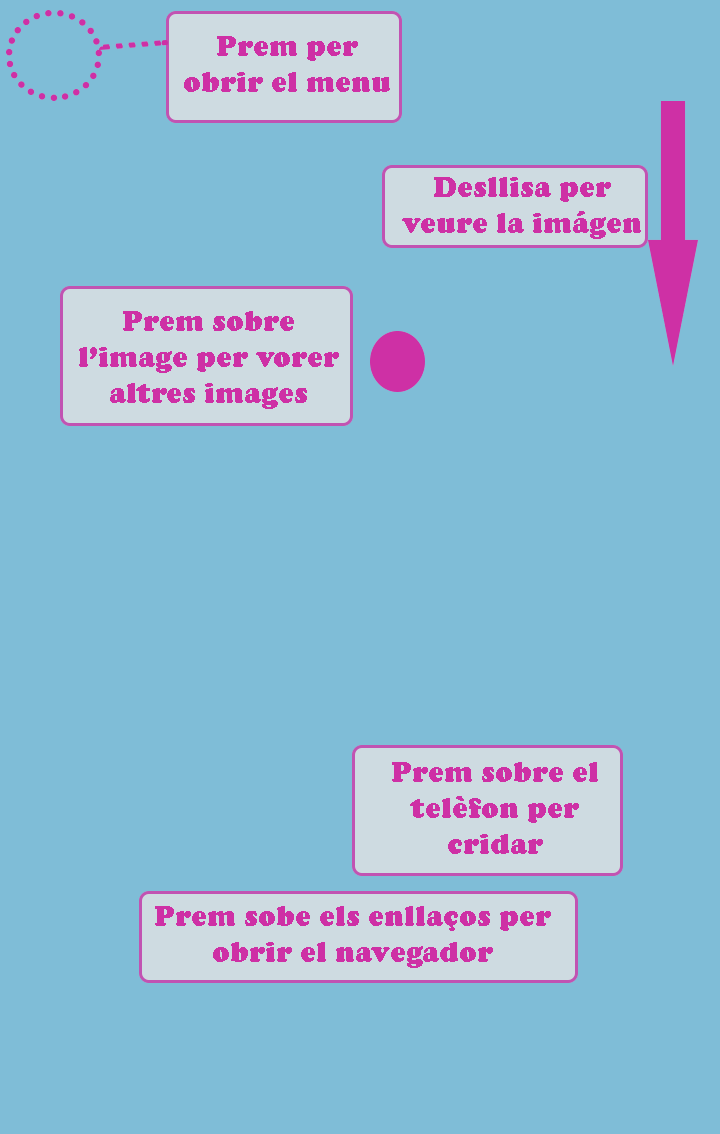 Prem per
obrir el menu
Desllisa per
veure la imágen
Prem sobre
l'image per vorer
altres images
Prem sobre el
telèfon per
cridar
Prem sobe els enllaços per
obrir el navegador